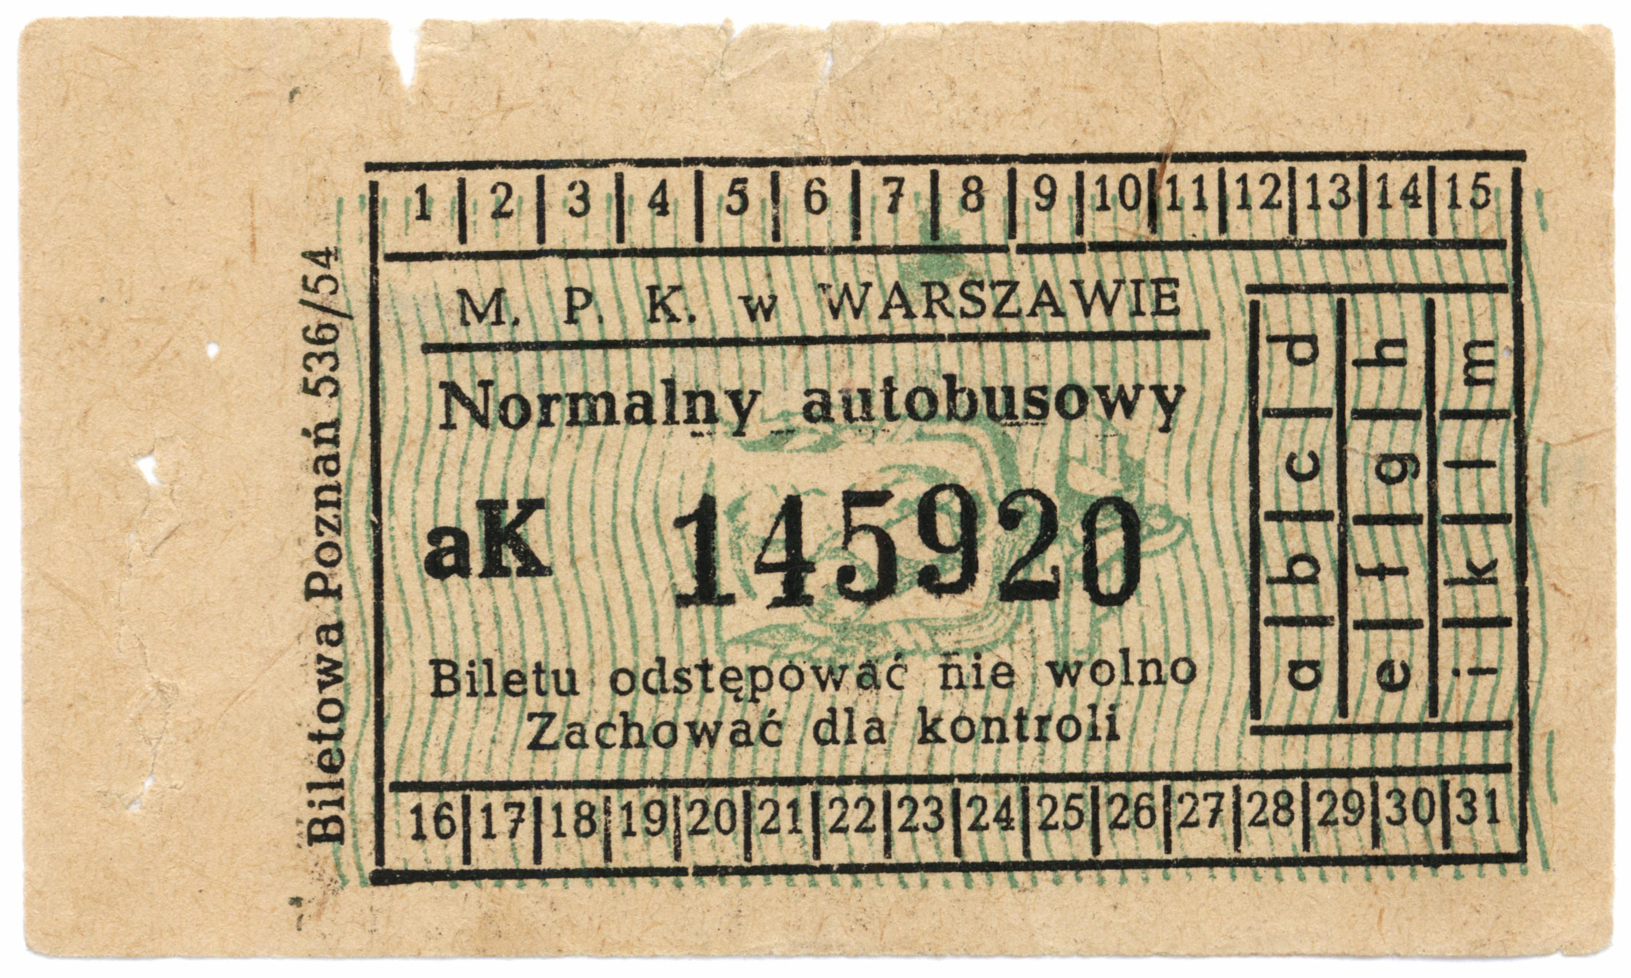 Biletowa Poznań 536/54
1 2 3 4 5 6 7 8 9 10 11 12 13 14 15
M. P. K. w WARSZAWIE
Normalny autobusowy
aK 145920
Biletu odstępować nie wolno
Zachować dla kontroli
a b c d
e f g h
i k l m
16 17 18 19 20 21 22 23 24 25 26 27 28 29 30 31